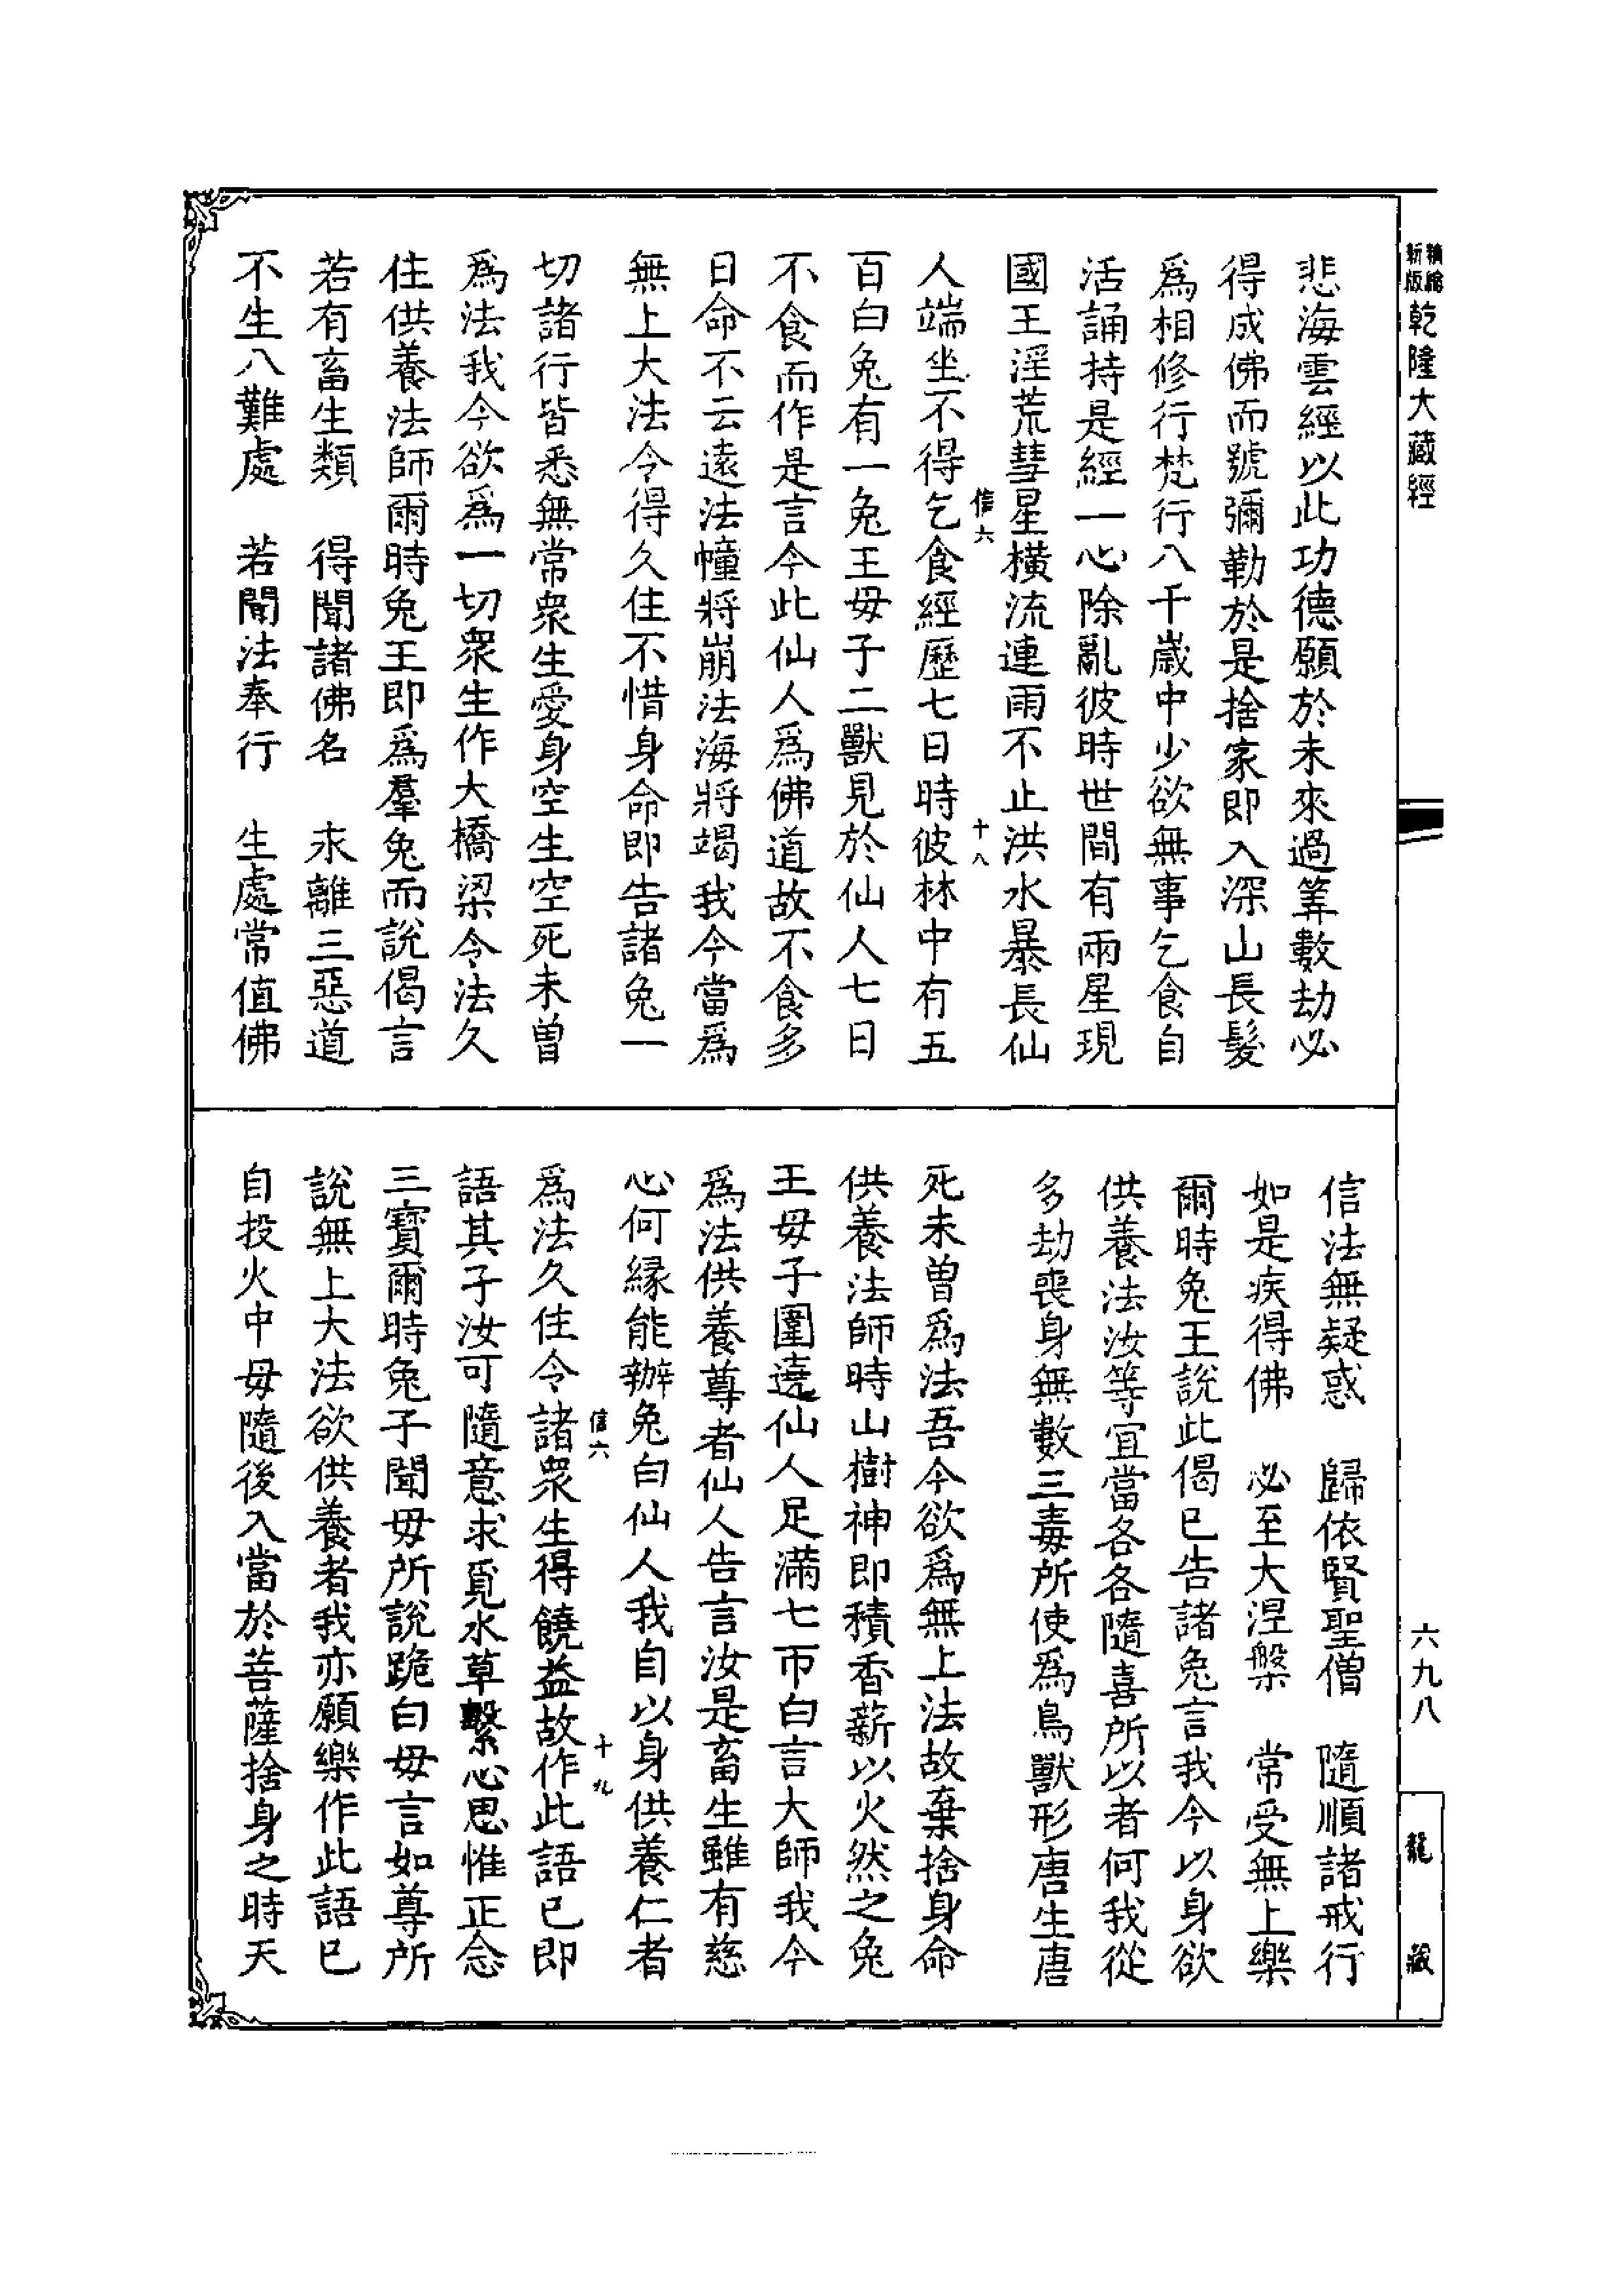 精繪新版乾隆大藏經
悲海雲經以此功德願於未來過筭數劫必
得成佛而號彌勒於是捨家即入深山長髮
為相修行梵行八千歲中少欲無事乞食自
活誦持是經一心除亂彼時世間有兩星現
國王淫荒彗星橫流連雨不止洪水暴長仙
信六
十八
人端坐不得乞食經歷七日時彼林中有五
百白兔有一兔王毋子二獸見於仙人七日
不食而作是言今此仙人為佛道故不食多
日命不云遠法幢將崩法海將竭我今當為
無上大法令得久住不惜身命即告諸兔一
切諸行皆悉無常衆生愛身空生空死未曽
為法我今欲為一切衆生作大橋梁令法久
住供養法師爾時兔王即為羣兔而說偈言
若有畜生類　得聞諸佛名　永離三惡道
不生八難處　若聞法奉行　生處常值佛
信法無疑惑　歸依賢聖僧　隨順諸戒行
如是疾得佛　必至大涅槃　常受無上樂
爾時兔王說此偈已告諸兔言我今以身欲
供養法汝等宜當各各隨喜所以者何我從
多劫喪身無數三毒所使為鳥獸形唐生唐
死未曽為法吾今欲為無上法故棄捨身命
供養法師時山樹神即積香薪以火然之兔
王毋子圍遶仙人足滿七帀白言大師我今
為法供養尊者仙人告言汝是畜生雖有慈
心何縁能辦兔白仙人我自以身供養仁者
信六
十九
為法久住令諸衆生得饒益故作此語已即
語其子汝可隨意求覓水草繫心思惟正念
三寶爾時兔子聞毋所說跪白毋言如尊所
說無上大法欲供養者我亦願樂作此語已
自投火中毋隨後入當於菩薩捨身之時天
六九八
龍藏